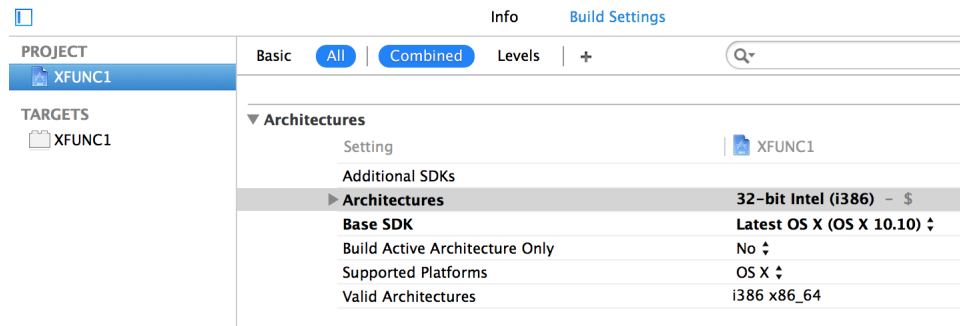 Info Build Settings
PROJECT
XFUNC1
TARGETS
XFUNC1
Basic All Combined Levels +
Architectures
Setting XFUNC1
Additional SDKs
Architectures 32-bit Intel (i386) - $
Base SDK Latest OS X (OS X 10.10)
Build Active Architecture Only No
Supported Platforms OS X
Valid Architectures i386 x86_64